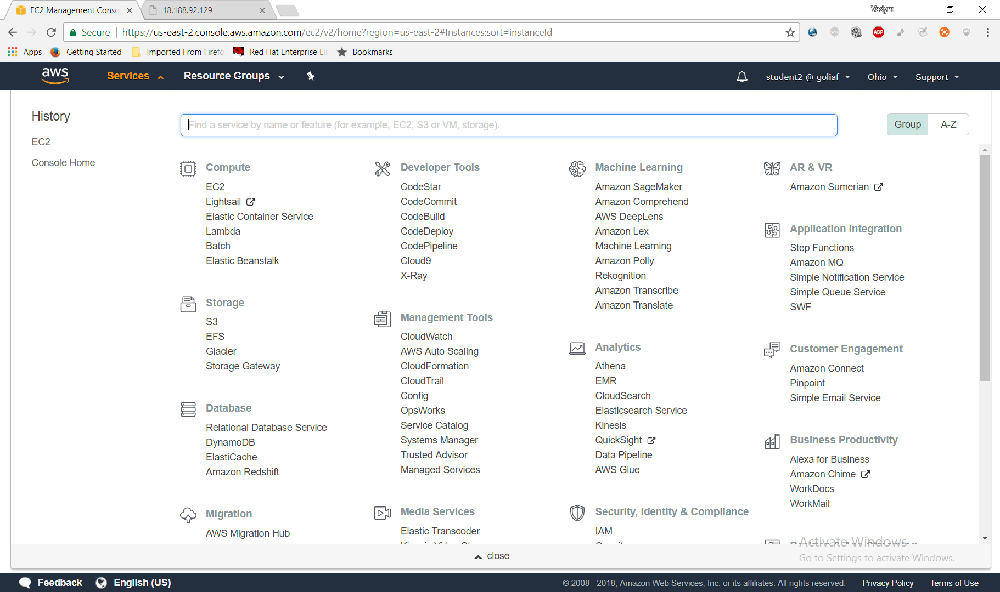 EC2 Management Conso
18.188.92.129
Vadym
Secure
https://us-east-2.console.aws.amazon.com/ec2/v2/home?region=us-east-2#Instances:sort=instanceId
ABP
Apps
Getting Started
Imported From Firefo
Red Hat Enterprise Li
Bookmarks
aws
Services
Resource Groups
student2 @ goliaf
Ohio
Support
History
EC2
Console Home
Find a service by name or feature (for example, EC2, S3 or VM, storage).
Group
A-Z
Compute
EC2
Lightsail
Elastic Container Service
Lambda
Batch
Elastic Beanstalk
Storage
S3
EFS
Glacier
Storage Gateway
Database
Relational Database Service
DynamoDB
ElastiCache
Amazon Redshift
Migration
AWS Migration Hub
Developer Tools
CodeStar
CodeCommit
CodeBuild
CodeDeploy
CodePipeline
Cloud9
X-Ray
Management Tools
CloudWatch
AWS Auto Scaling
CloudFormation
CloudTrail
Config
OpsWorks
Service Catalog
Systems Manager
Trusted Advisor
Managed Services
Media Services
Elastic Transcoder
Kinesis Video Streams
Machine Learning
Amazon SageMaker
Amazon Comprehend
AWS DeepLens
Amazon Lex
Machine Learning
Amazon Polly
Rekognition
Amazon Transcribe
Amazon Translate
Analytics
Athena
EMR
CloudSearch
Elasticsearch Service
Kinesis
QuickSight
Data Pipeline
AWS Glue
Security, Identity & Compliance
IAM
Cognito
AR & VR
Amazon Sumerian
Application Integration
Step Functions
Amazon MQ
Simple Notification Service
Simple Queue Service
SWF
Customer Engagement
Amazon Connect
Pinpoint
Simple Email Service
Business Productivity
Alexa for Business
Amazon Chime
WorkDocs
WorkMail
Activate Windows
Go to Settings to activate Windows.
close
Feedback
English (US)
© 2008 - 2018, Amazon Web Services, Inc. or its affiliates. All rights reserved.
Privacy Policy
Terms of Use